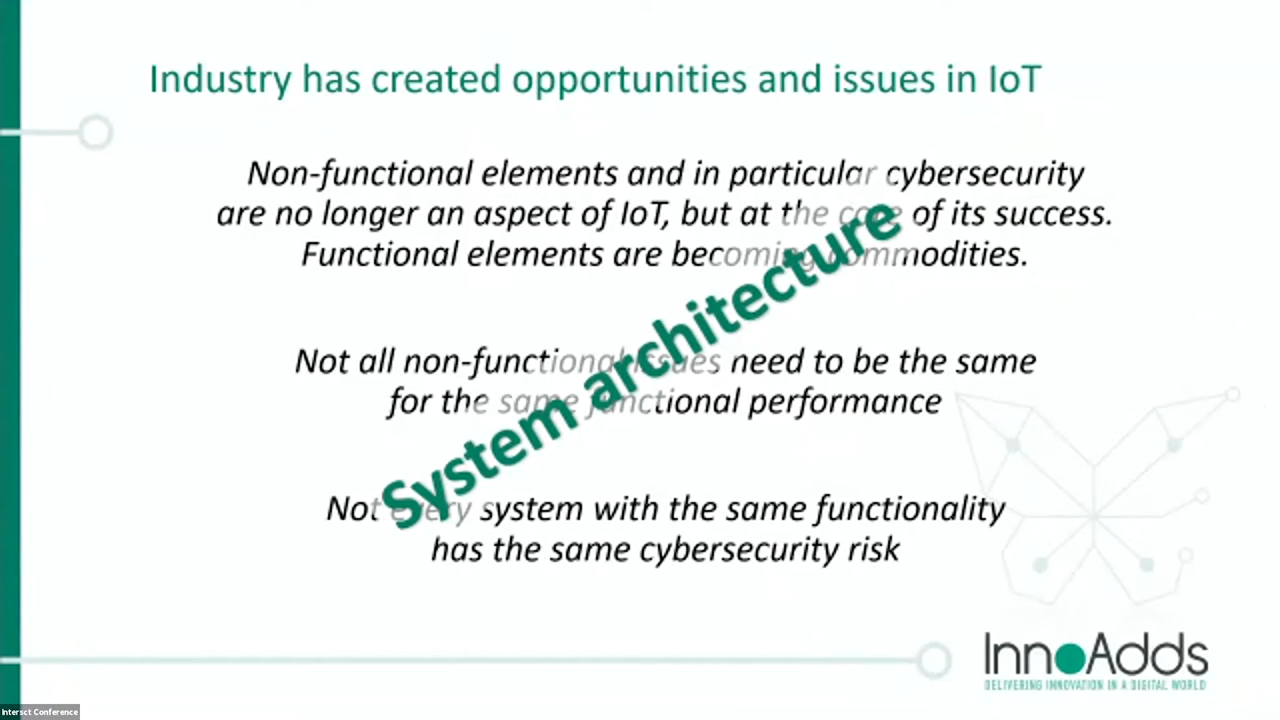 Industry has created opportunities and issues in IoT
Non-functional elements and in particular cybersecurity
are no longer an aspect of IoT, but at the core of its success.
Functional elements are becoming commodities.
Not all non-functional issues need to be the same
for the same functional performance
Not every system with the same functionality
has the same cybersecurity risk
System architecture
InnoAdds
DELIVERING INNOVATION IN A DIGITAL WORLD
Intersct Conference